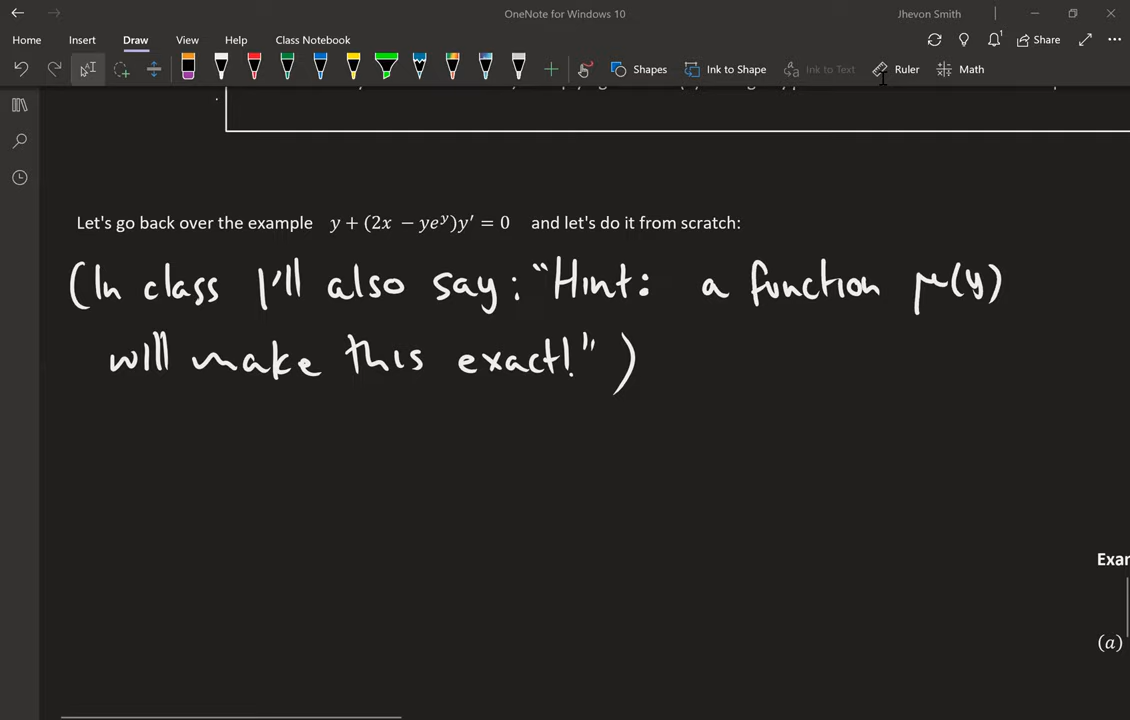 OneNote for Windows 10
Jhevon Smith
Home Insert Draw View Help Class Notebook
Share
Shapes Ink to Shape Ink to Text Ruler Math
Let's go back over the example y + (2x − ye^y)y′ = 0 and let's do it from scratch:
(In class I'll also say: "Hint: a function μ(y)
will make this exact!")
Exar
(a)